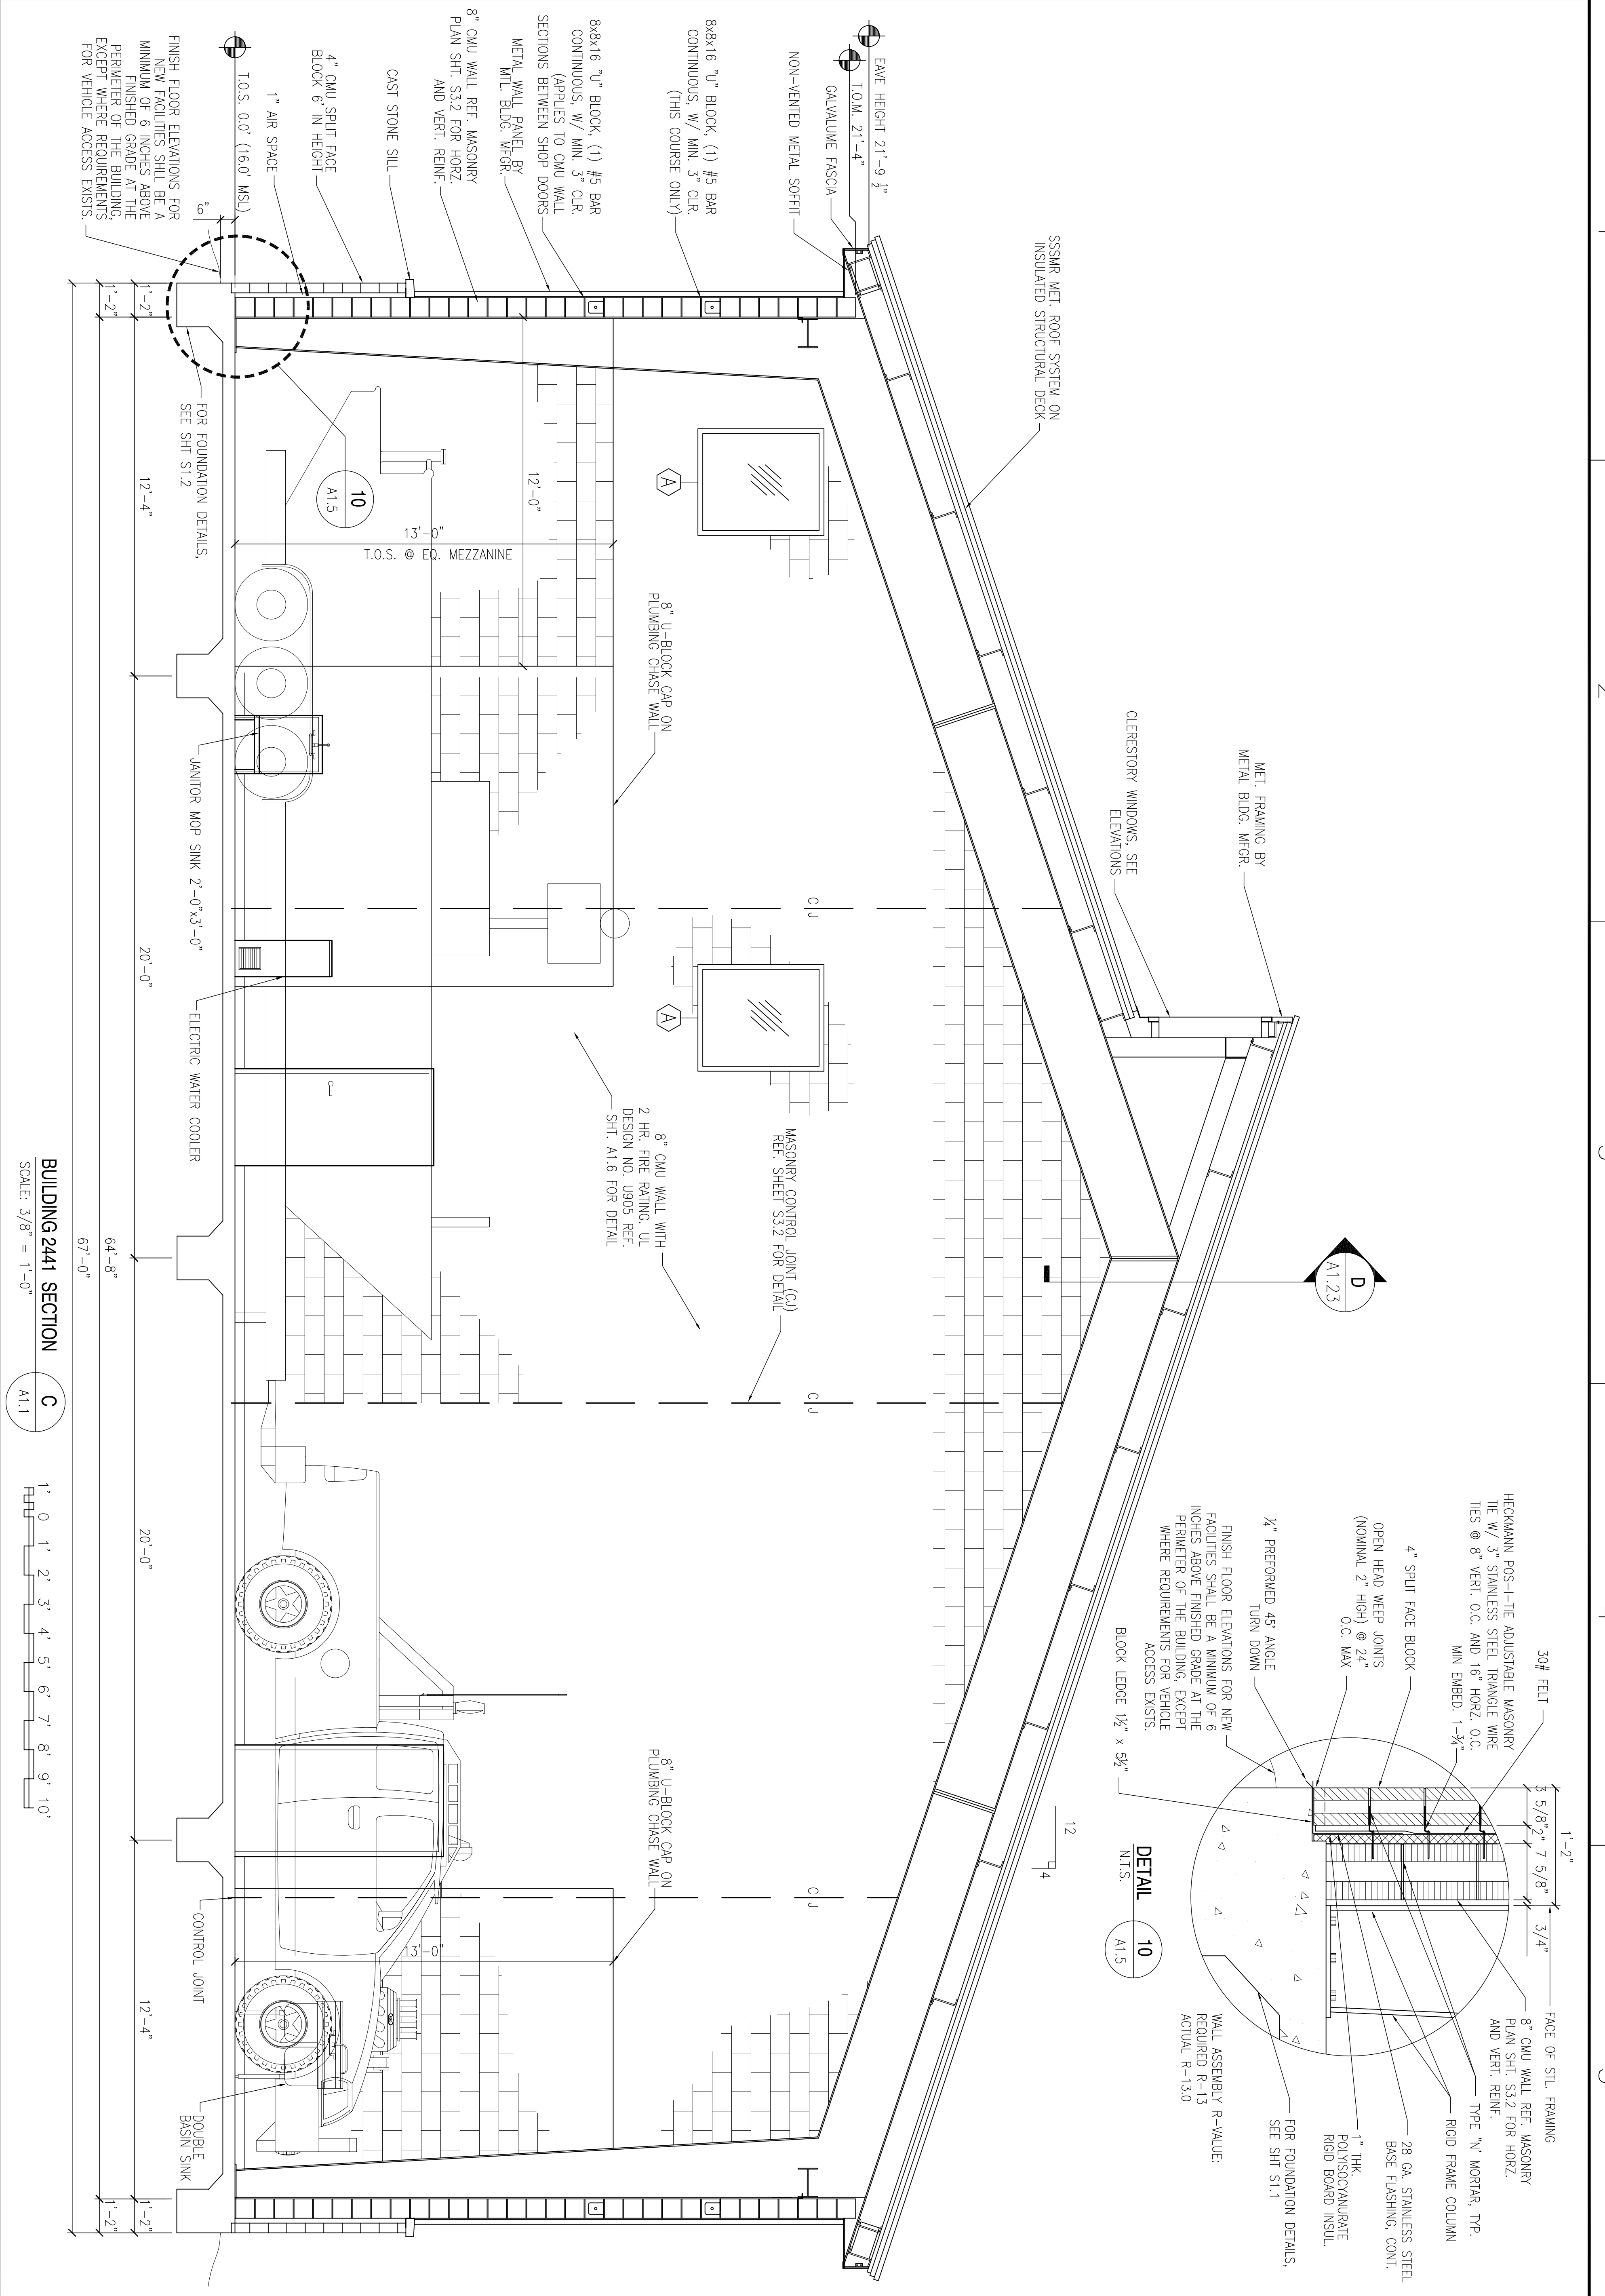 EAVE HEIGHT 21'-9 ½"
T.O.M. 21'-4"
GALVALUME FASCIA
NON-VENTED METAL SOFFIT
8x8x16 "U" BLOCK, (1) #5 BAR
CONTINUOUS, W/ MIN. 3" CLR.
(THIS COURSE ONLY)
8x8x16 "U" BLOCK, (1) #5 BAR
CONTINUOUS, W/ MIN. 3" CLR.
(APPLIES TO CMU WALL
SECTIONS BETWEEN SHOP DOORS
METAL WALL PANEL BY
MTL. BLDG. MFGR.
8" CMU WALL REF. MASONRY
PLAN SHT. S3.2 FOR HORZ.
AND VERT. REINF.
CAST STONE SILL
4" CMU SPLIT FACE
BLOCK 6' IN HEIGHT
1" AIR SPACE
T.O.S. 0.0' (16.0' MSL)
6"
FINISH FLOOR ELEVATIONS FOR
NEW FACILITIES SHLL BE A
MINIMUM OF 6 INCHES ABOVE
FINISHED GRADE AT THE
PERIMETER OF THE BUILDING,
EXCEPT WHERE REQUIREMENTS
FOR VEHICLE ACCESS EXISTS.
SSSMR MET. ROOF SYSTEM ON
INSULATED STRUCTURAL DECK
MET. FRAMING BY
METAL BLDG. MFGR.
CLERESTORY WINDOWS, SEE
ELEVATIONS
D
A1.23
12
4
A
A
8" U-BLOCK CAP ON
PLUMBING CHASE WALL
12'-0"
13'-0"
T.O.S. @ EQ. MEZZANINE
10
A1.5
CJ
CJ
CJ
MASONRY CONTROL JOINT (CJ)
REF. SHEET S3.2 FOR DETAIL
8" CMU WALL WITH
2 HR. FIRE RATING. UL
DESIGN NO. U905 REF.
SHT. A1.6 FOR DETAIL
8" U-BLOCK CAP ON
PLUMBING CHASE WALL
13'-0"
FOR FOUNDATION DETAILS,
SEE SHT S1.2
JANITOR MOP SINK 2'-0"x3'-0"
ELECTRIC WATER COOLER
CONTROL JOINT
DOUBLE
BASIN SINK
1'-2"
12'-4"
20'-0"
20'-0"
12'-4"
1'-2"
1'-2"
64'-8"
1'-2"
67'-0"
BUILDING 2441 SECTION
SCALE: 3/8" = 1'-0"
C
A1.1
1' 0 1' 2' 3' 4' 5' 6' 7' 8' 9' 10'
30# FELT
HECKMANN POS-I-TIE ADJUSTABLE MASONRY
TIE W/ 3" STAINLESS STEEL TRIANGLE WIRE
TIES @ 8" VERT. O.C. AND 16" HORZ. O.C.
MIN EMBED. 1-¾"
4" SPLIT FACE BLOCK
OPEN HEAD WEEP JOINTS
(NOMINAL 2" HIGH) @ 24"
O.C. MAX
¼" PREFORMED 45° ANGLE
TURN DOWN
FINISH FLOOR ELEVATIONS FOR NEW
FACILITIES SHALL BE A MINIMUM OF 6
INCHES ABOVE FINISHED GRADE AT THE
PERIMETER OF THE BUILDING, EXCEPT
WHERE REQUIREMENTS FOR VEHICLE
ACCESS EXISTS.
BLOCK LEDGE 1½" x 5½"
1'-2"
3 5/8"
2"
7 5/8"
3/4"
FACE OF STL. FRAMING
8" CMU WALL REF. MASONRY
PLAN SHT. S3.2 FOR HORZ.
AND VERT. REINF.
TYPE "N' MORTAR, TYP.
RIGID FRAME COLUMN
28 GA. STAINLESS STEEL
BASE FLASHING, CONT.
1" THK.
POLYISOCYANURATE
RIGID BOARD INSUL.
FOR FOUNDATION DETAILS,
SEE SHT S1.1
WALL ASSEMBLY R-VALUE:
REQUIRED R-13
ACTUAL R-13.0
DETAIL
N.T.S.
10
A1.5